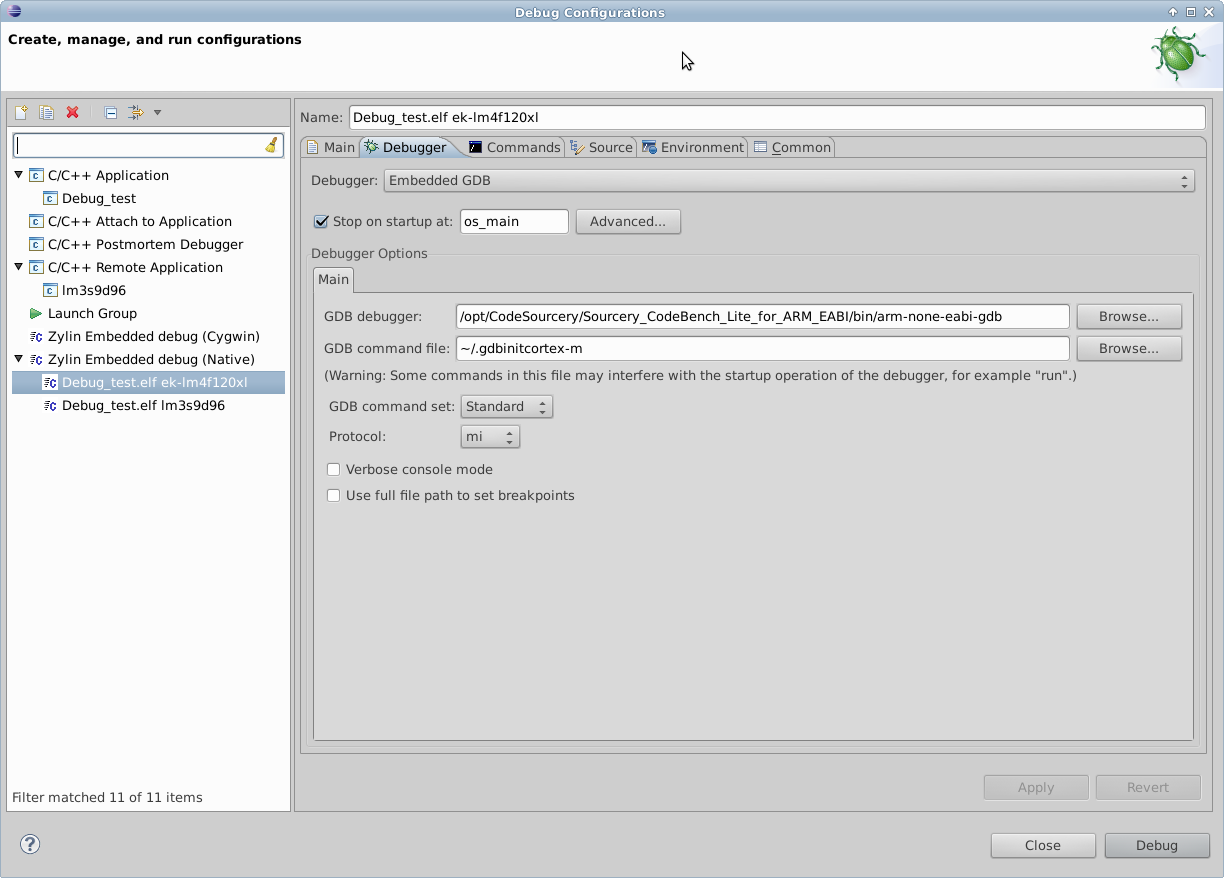 Debug Configurations
Create, manage, and run configurations
Name: Debug_test.elf ek-lm4f120xl
Main Debugger Commands Source Environment Common
Debugger: Embedded GDB
Stop on startup at: os_main Advanced...
Debugger Options
Main
GDB debugger: /opt/CodeSourcery/Sourcery_CodeBench_Lite_for_ARM_EABI/bin/arm-none-eabi-gdb Browse...
GDB command file: ~/.gdbinitcortex-m Browse...
(Warning: Some commands in this file may interfere with the startup operation of the debugger, for example "run".)
GDB command set: Standard
Protocol: mi
Verbose console mode
Use full file path to set breakpoints
C/C++ Application
Debug_test
C/C++ Attach to Application
C/C++ Postmortem Debugger
C/C++ Remote Application
lm3s9d96
Launch Group
Zylin Embedded debug (Cygwin)
Zylin Embedded debug (Native)
Debug_test.elf ek-lm4f120xl
Debug_test.elf lm3s9d96
Filter matched 11 of 11 items
Apply Revert
? Close Debug